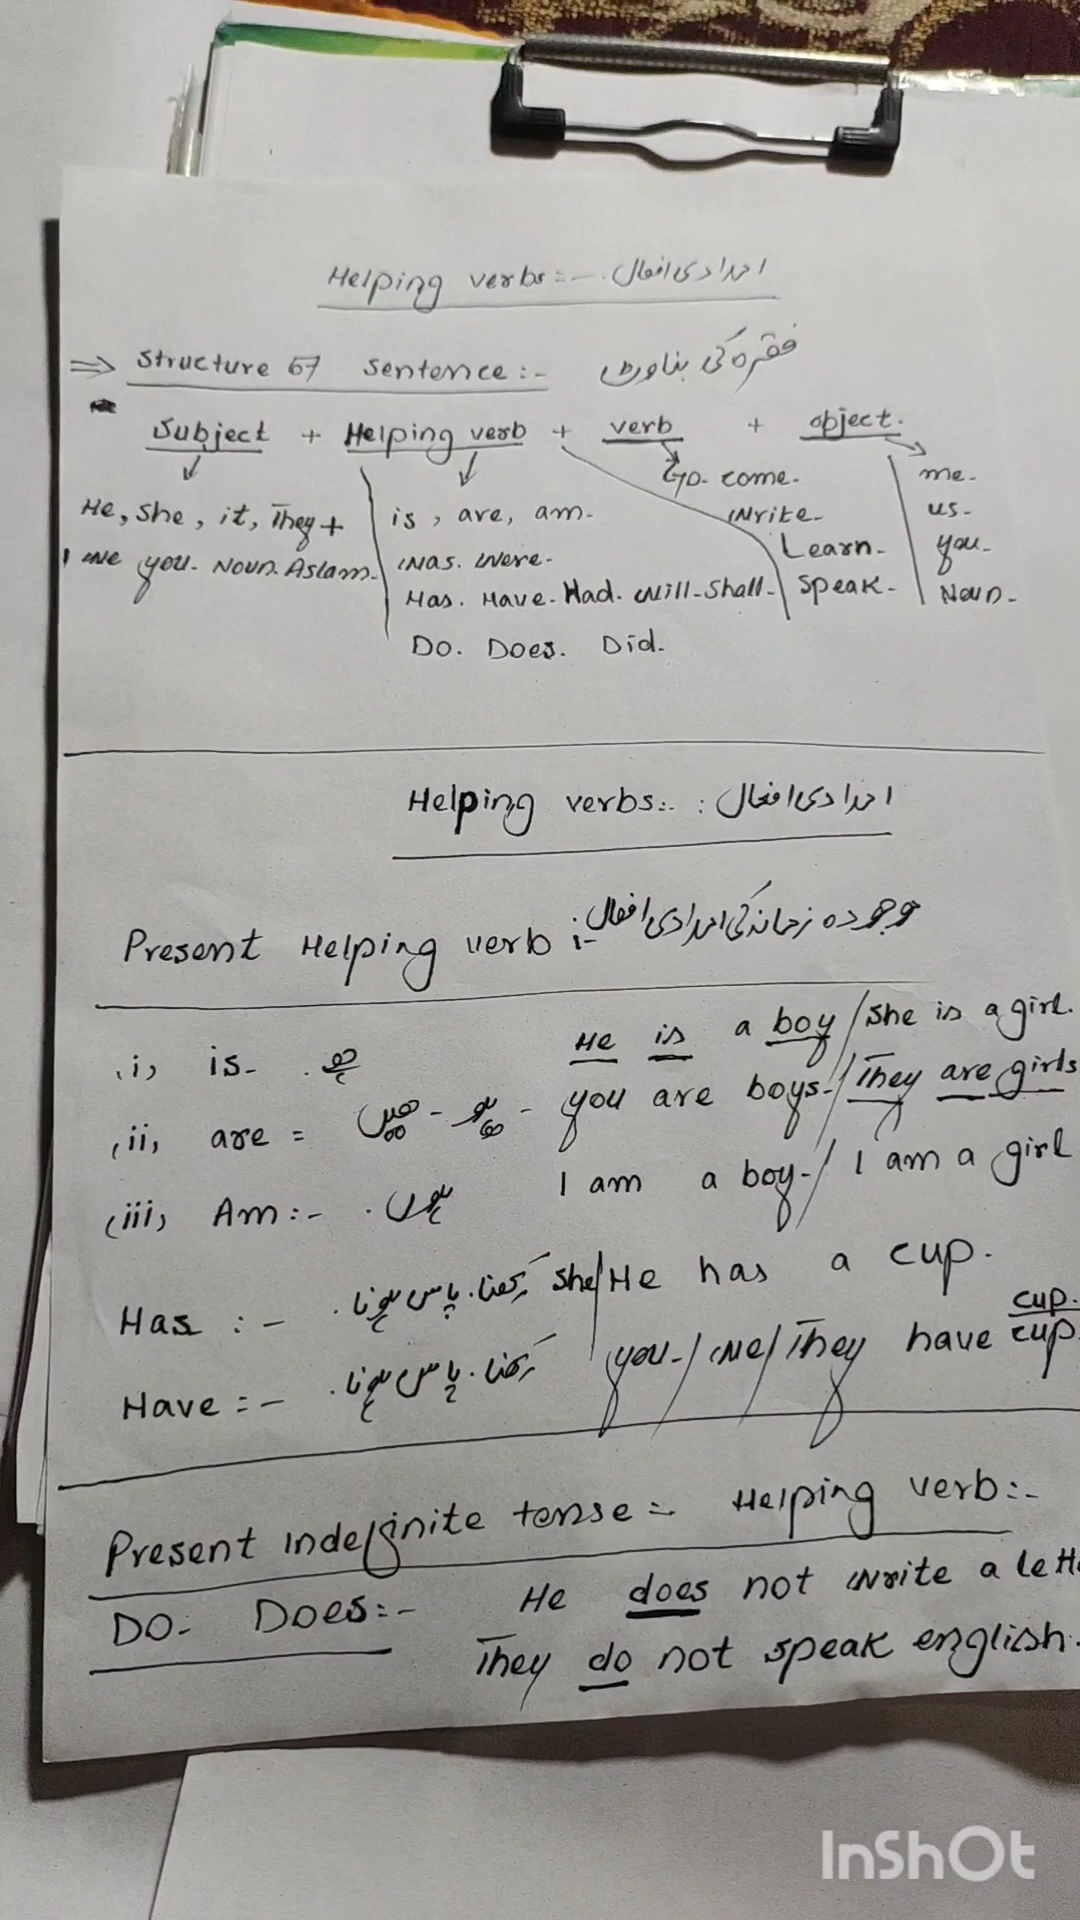 Helping verbs:- امدادی افعال
⇒ Structure of sentence:- فقرہ کی بناوٹ
Subject + Helping verb + verb + object.
He, she, it, They + is, are, am. Go. come. me.
I we you. Noun. Aslam. was. were. write. us.
Has. Have. Had. will. shall. Learn. you.
Do. Does. Did. speak. Noun.
Helping verbs:- امدادی افعال
Present Helping verb :- موجودہ زمانہ کی امدادی افعال
(i) is- ہے He is a boy / She is a girl.
(ii) are = ہیں - ہو - you are boys- / They are girls
(iii) Am:- ہوں I am a boy- / I am a girl
Has :- رکھنا. پاس ہونا. She/He has a cup.
Have :- رکھنا. پاس ہونا. you / we / They have cup.
cup.
Present indefinite tense :- Helping verb:-
Do. Does:- He does not write a lett
They do not speak english.
InShOt